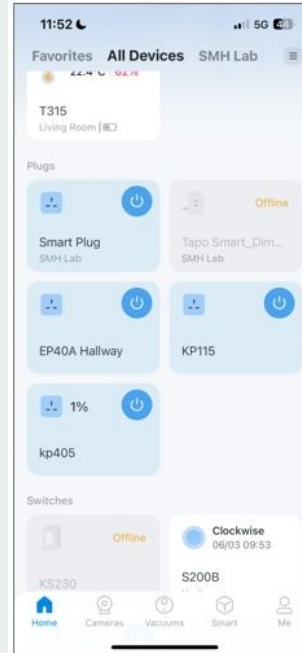 11:52
5G
Favorites All Devices SMH Lab
22.4°C 62%
T315
Living Room
Plugs
Smart Plug
SMH Lab
Offline
Tapo Smart_Dim...
SMH Lab
EP40A Hallway
KP115
1%
kp405
Switches
Offline
KS230
Clockwise
06/03 09:53
S200B
Home Cameras Vacuums Smart Me